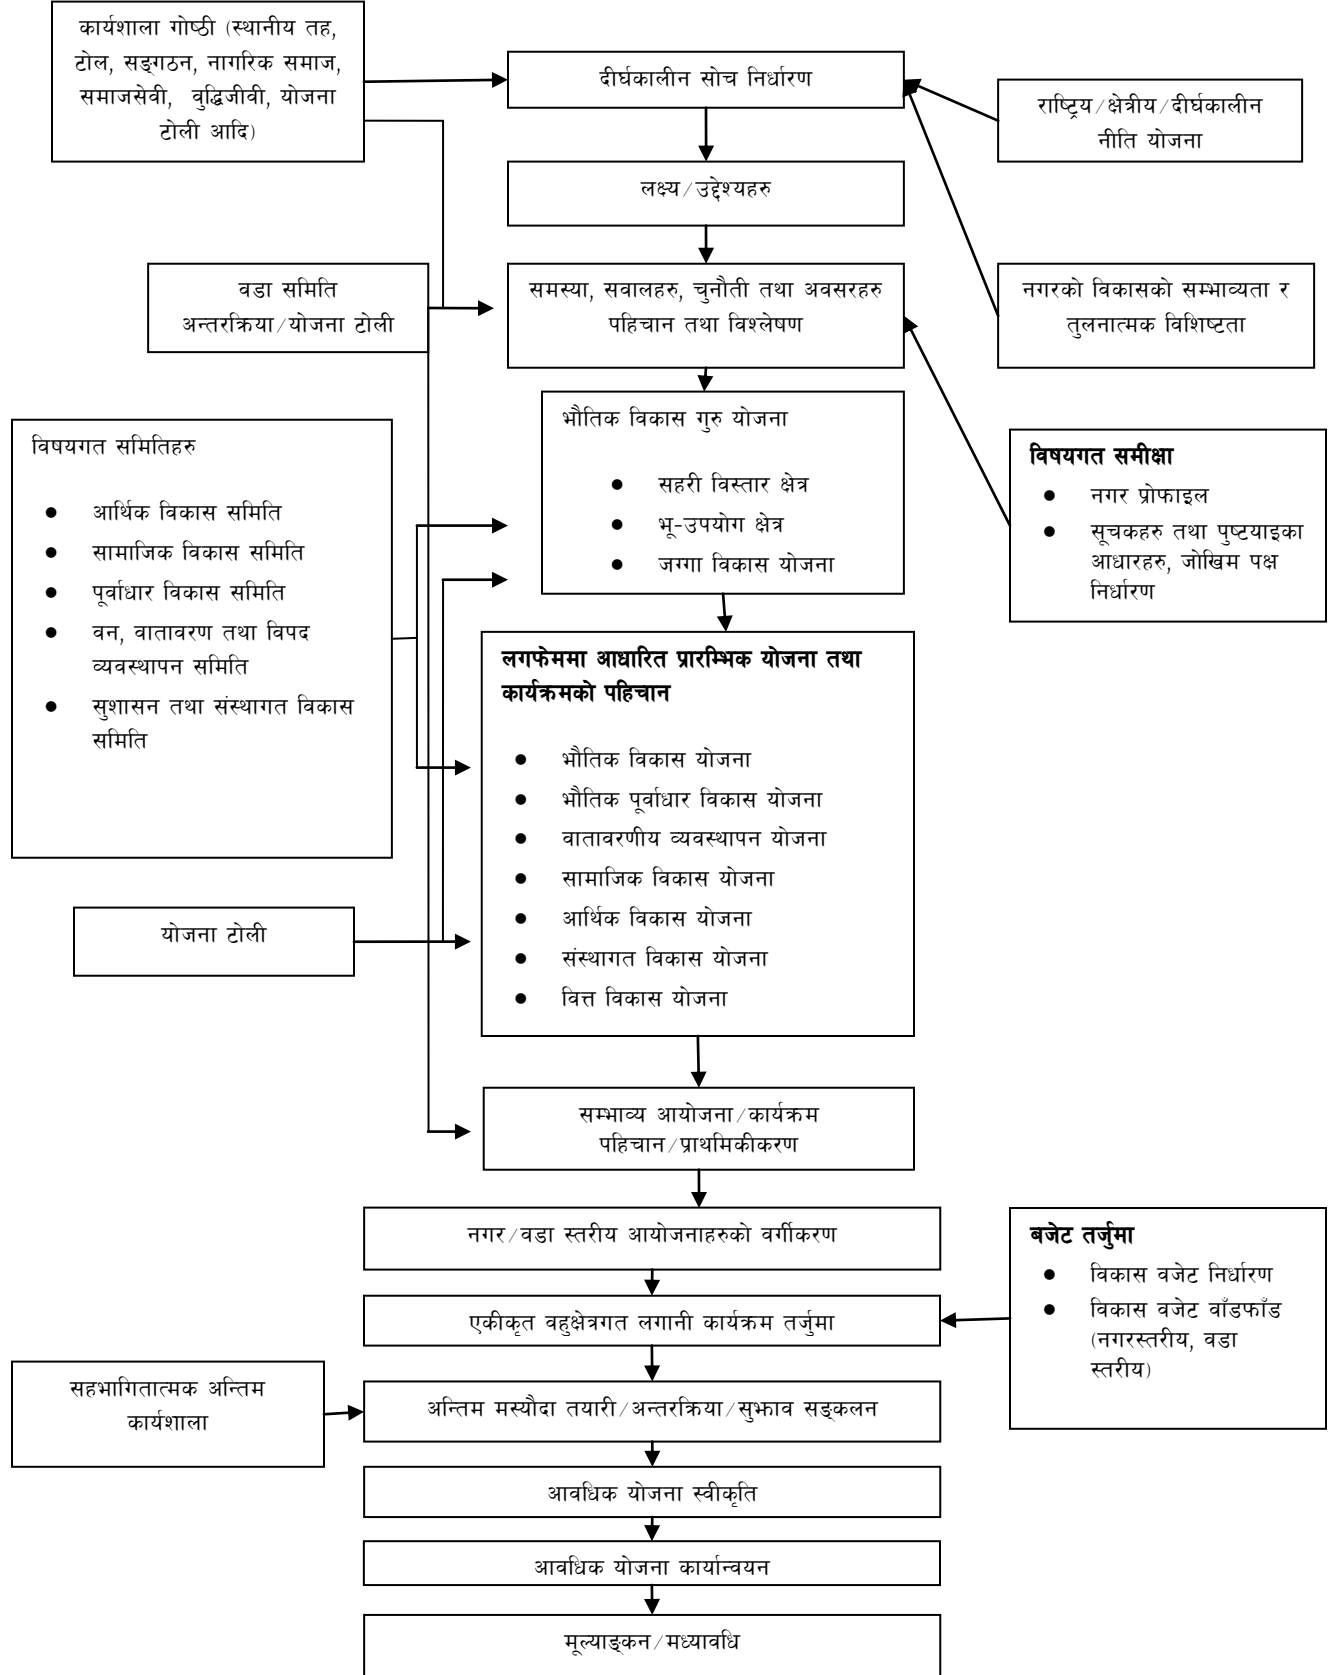 कार्यशाला गोष्ठी (स्थानीय तह,
टोल, सङ्गठन, नागरिक समाज,
समाजसेवी, वुद्धिजीवी, योजना
टोली आदि)
दीर्घकालीन सोच निर्धारण
राष्ट्रिय/क्षेत्रीय/दीर्घकालीन
नीति योजना
लक्ष्य/उद्देश्यहरु
वडा समिति
अन्तरक्रिया/योजना टोली
समस्या, सवालहरु, चुनौती तथा अवसरहरु
पहिचान तथा विश्लेषण
नगरको विकासको सम्भाव्यता र
तुलनात्मक विशिष्टता
भौतिक विकास गुरु योजना
● सहरी विस्तार क्षेत्र
● भू-उपयोग क्षेत्र
● जग्गा विकास योजना
विषयगत समितिहरु
● आर्थिक विकास समिति
● सामाजिक विकास समिति
● पूर्वाधार विकास समिति
● वन, वातावरण तथा विपद
व्यवस्थापन समिति
● सुशासन तथा संस्थागत विकास
समिति
विषयगत समीक्षा
● नगर प्रोफाइल
● सूचकहरु तथा पुष्टयाइका
आधारहरु, जोखिम पक्ष
निर्धारण
लगफेममा आधारित प्रारम्भिक योजना तथा
कार्यक्रमको पहिचान
● भौतिक विकास योजना
● भौतिक पूर्वाधार विकास योजना
● वातावरणीय व्यवस्थापन योजना
● सामाजिक विकास योजना
● आर्थिक विकास योजना
● संस्थागत विकास योजना
● वित्त विकास योजना
योजना टोली
सम्भाव्य आयोजना/कार्यक्रम
पहिचान/प्राथमिकीकरण
नगर/वडा स्तरीय आयोजनाहरुको वर्गीकरण
बजेट तर्जुमा
● विकास वजेट निर्धारण
● विकास वजेट वाँडफाँड
(नगरस्तरीय, वडा
स्तरीय)
एकीकृत वहुक्षेत्रगत लगानी कार्यक्रम तर्जुमा
सहभागितात्मक अन्तिम
कार्यशाला
अन्तिम मस्यौदा तयारी/अन्तरक्रिया/सुझाव सङ्कलन
आवधिक योजना स्वीकृति
आवधिक योजना कार्यान्वयन
मूल्याङ्कन/मध्यावधि